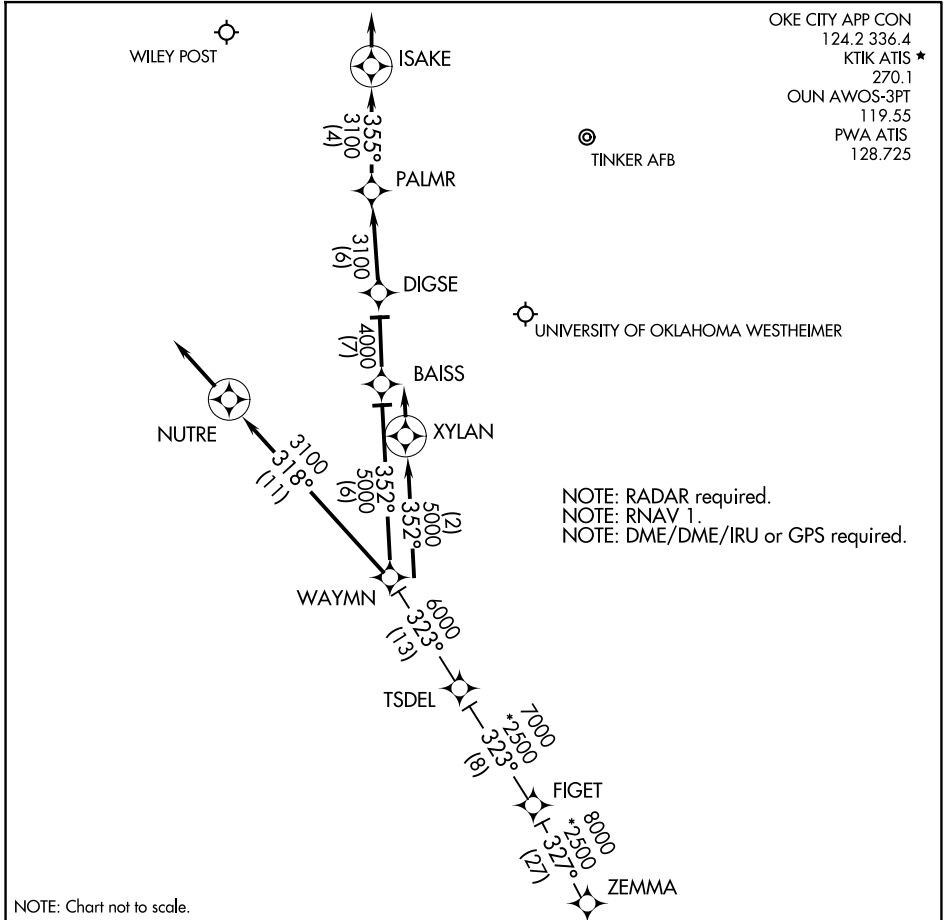 OKE CITY APP CON
124.2 336.4
KTIK ATIS ★
270.1
OUN AWOS-3PT
119.55
PWA ATIS
128.725
WILEY POST
ISAKE
355°
3100
(4)
TINKER AFB
PALMR
3100
(6)
DIGSE
UNIVERSITY OF OKLAHOMA WESTHEIMER
4000
(7)
BAISS
NUTRE
XYLAN
3100
318°
(11)
352°
5000
(6)
(2)
5000
352°
NOTE: RADAR required.
NOTE: RNAV 1.
NOTE: DME/DME/IRU or GPS required.
WAYMN
6000
323°
(13)
TSDEL
7000
*2500
323°
(8)
FIGET
8000
*2500
327°
(27)
ZEMMA
NOTE: Chart not to scale.